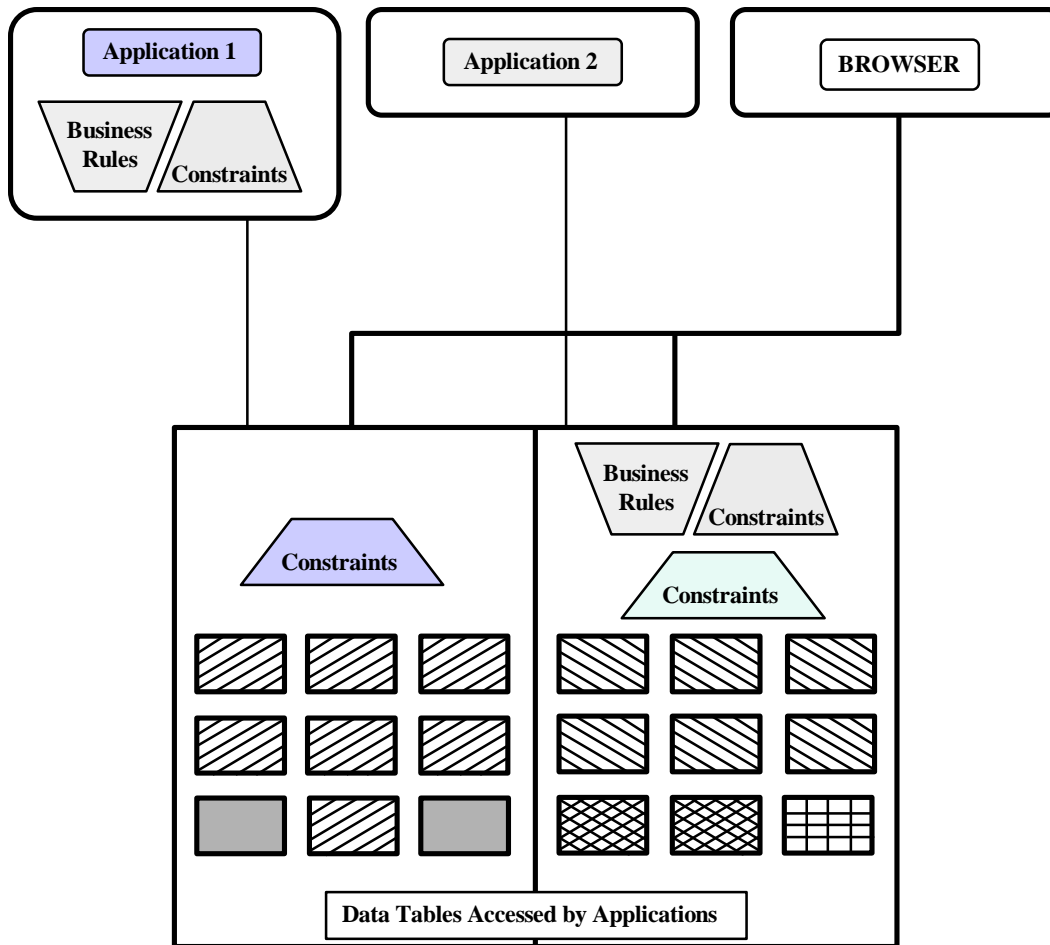 Application 1
Application 2
BROWSER
Business
Rules
Constraints
Business
Rules
Constraints
Constraints
Constraints
Data Tables Accessed by Applications